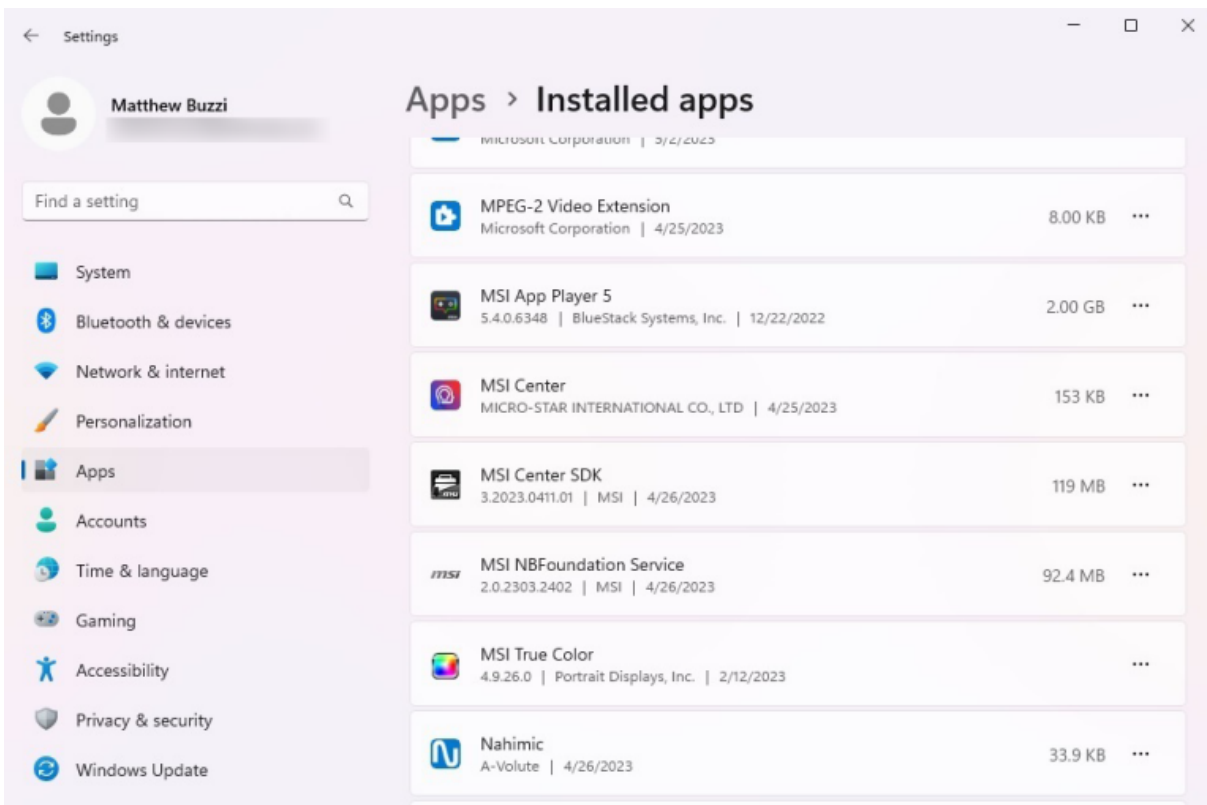 Settings
Matthew Buzzi
Find a setting
System
Bluetooth & devices
Network & internet
Personalization
Apps
Accounts
Time & language
Gaming
Accessibility
Privacy & security
Windows Update
Apps > Installed apps
Microsoft Corporation | 5/2/2023
MPEG-2 Video Extension
Microsoft Corporation | 4/25/2023
8.00 KB
MSI App Player 5
5.4.0.6348 | BlueStack Systems, Inc. | 12/22/2022
2.00 GB
MSI Center
MICRO-STAR INTERNATIONAL CO., LTD | 4/25/2023
153 KB
MSI Center SDK
3.2023.0411.01 | MSI | 4/26/2023
119 MB
msi
MSI NBFoundation Service
2.0.2303.2402 | MSI | 4/26/2023
92.4 MB
MSI True Color
4.9.26.0 | Portrait Displays, Inc. | 2/12/2023
Nahimic
A-Volute | 4/26/2023
33.9 KB